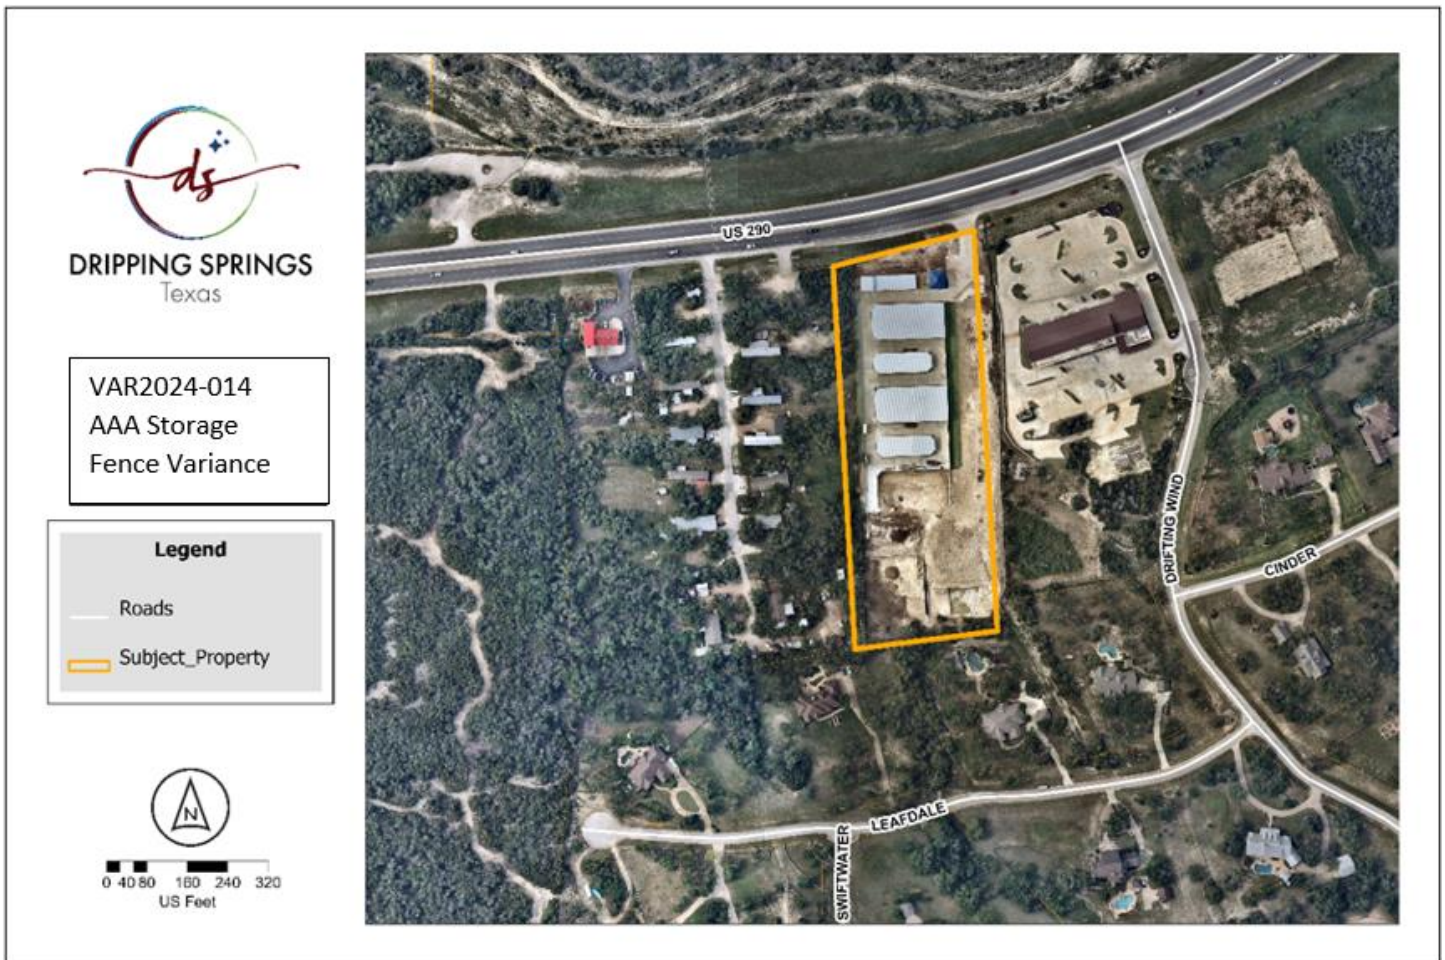 ds
DRIPPING SPRINGS
Texas
VAR2024-014
AAA Storage
Fence Variance
Legend
Roads
Subject_Property
N
0 40 80 160 240 320
US Feet
US 290
DRIFTING WIND
CINDER
LEAFDALE
SWIFTWATER